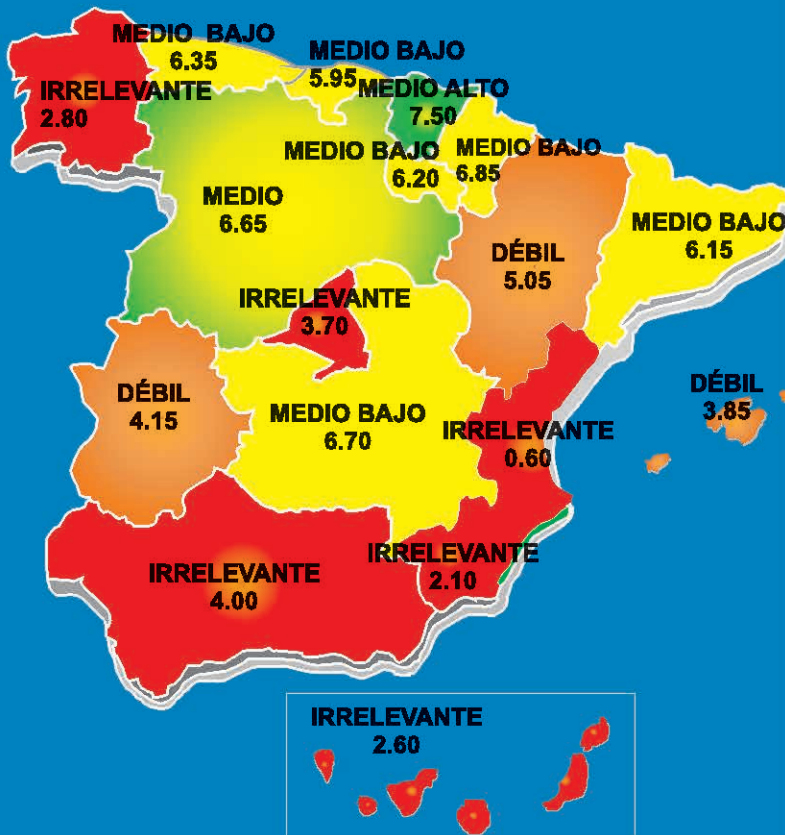 MEDIO BAJO
6.35
MEDIO BAJO
5.95
IRRELEVANTE
2.80
MEDIO ALTO
7.50
MEDIO BAJO
6.20
MEDIO BAJO
6.85
MEDIO
6.65
MEDIO BAJO
6.15
DÉBIL
5.05
IRRELEVANTE
3.70
DÉBIL
4.15
MEDIO BAJO
6.70
IRRELEVANTE
0.60
DÉBIL
3.85
IRRELEVANTE
4.00
IRRELEVANTE
2.10
IRRELEVANTE
2.60